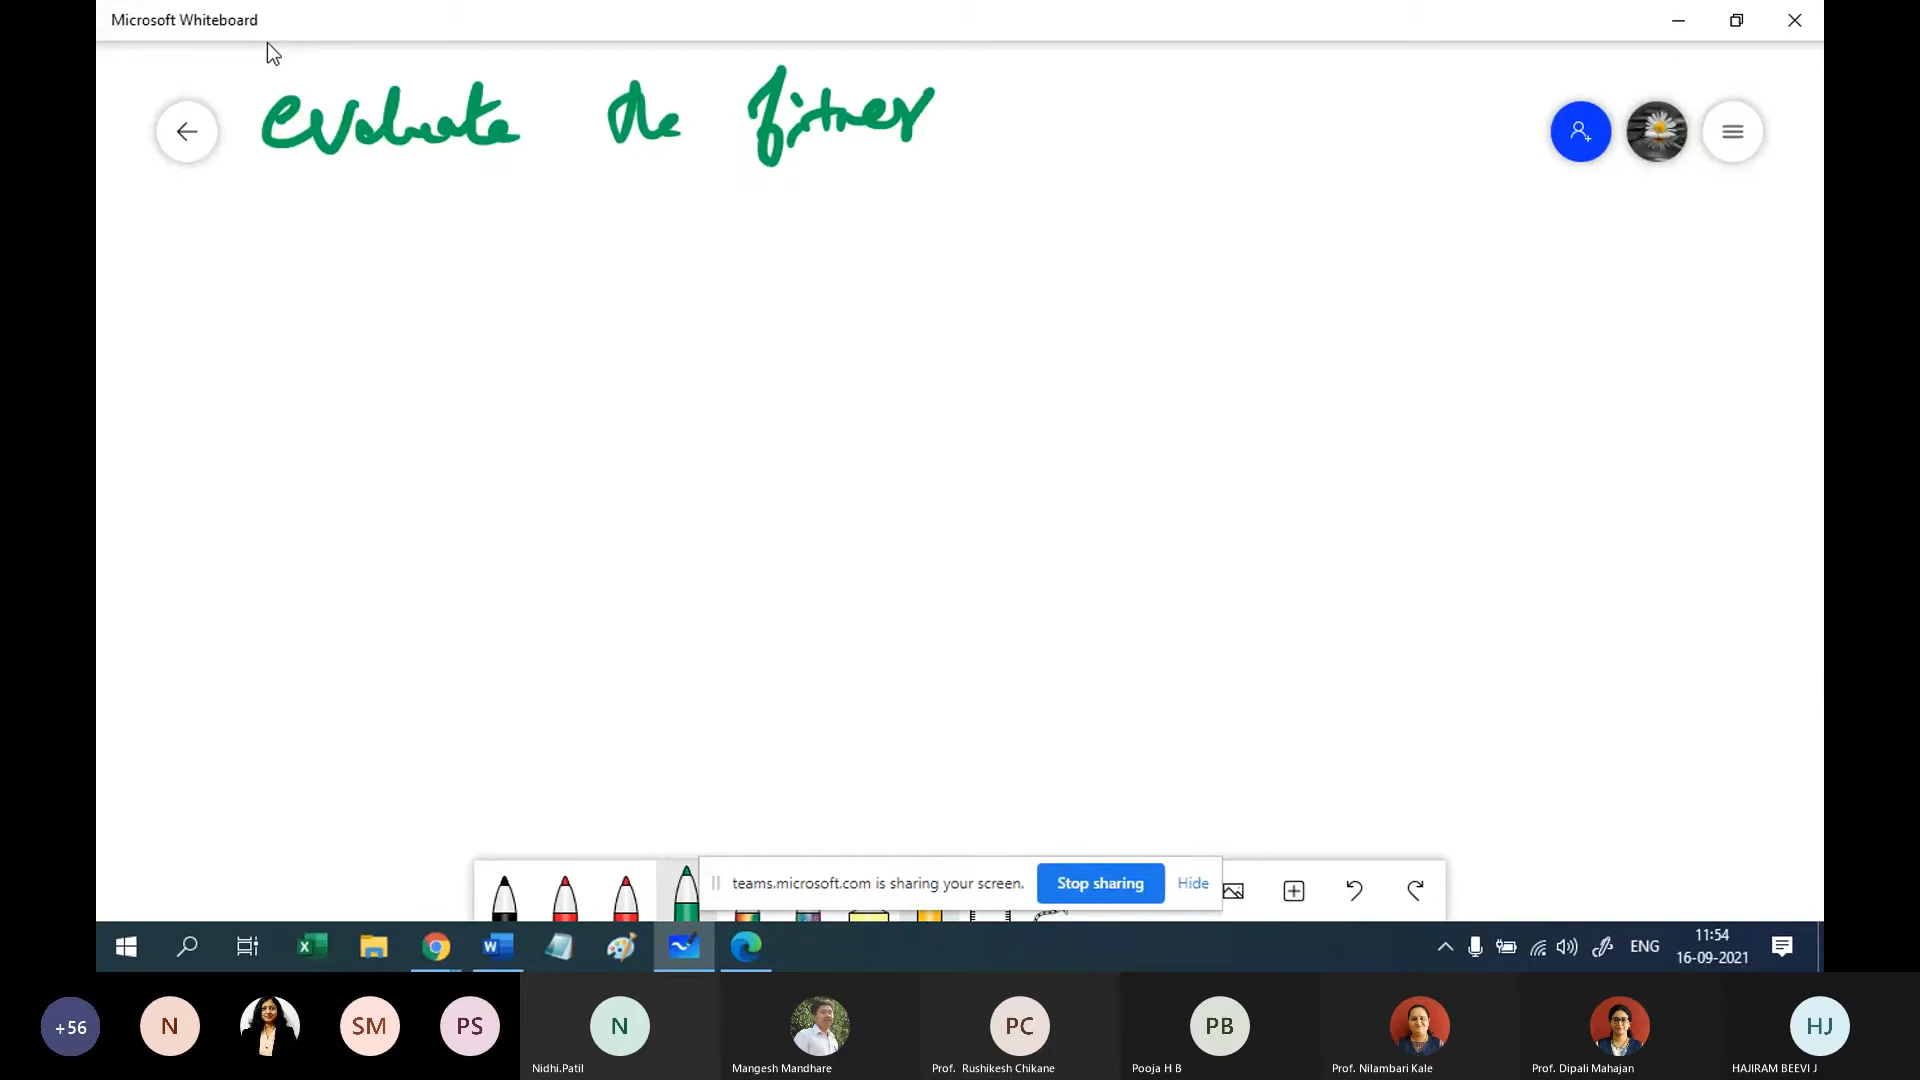 Microsoft Whiteboard
evaluate the fitness
teams.microsoft.com is sharing your screen. Stop sharing Hide
ENG
11:54
16-09-2021
+56 N SM PS N PC PB HJ
Nidhi.Patil Mangesh Mandhare Prof. Rushikesh Chikane Pooja H B Prof. Nilambari Kale Prof. Dipali Mahajan HAJIRAM BEEVI J